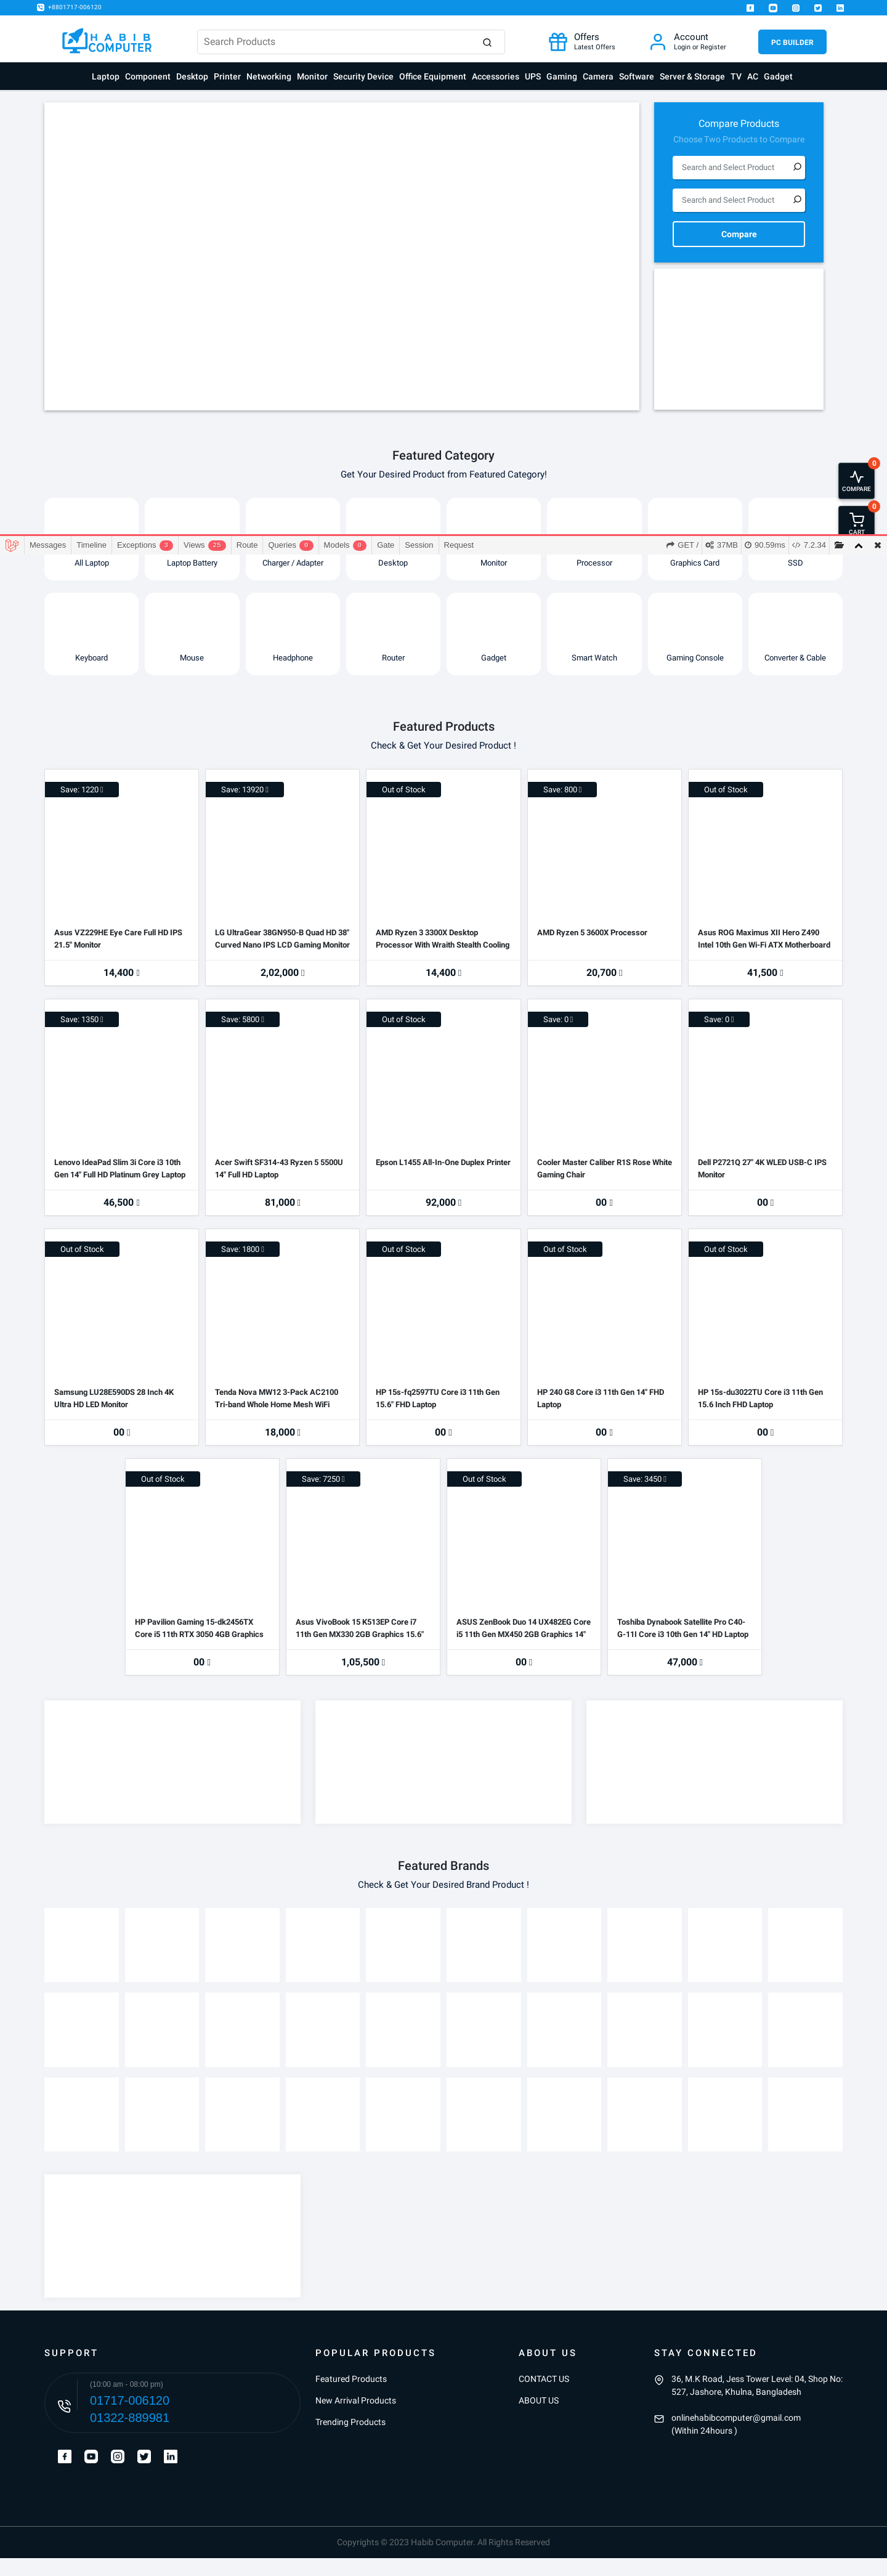 +8801717-006120
HABIB
COMPUTER
Search Products
Offers
Latest Offers
Account
Login or Register
PC BUILDER
Laptop Component Desktop Printer Networking Monitor Security Device Office Equipment Accessories UPS Gaming Camera Software Server & Storage TV AC Gadget
Compare Products
Choose Two Products to Compare
Search and Select Product
Search and Select Product
Compare
Featured Category
Get Your Desired Product from Featured Category!
0
COMPARE
0
CART
Messages Timeline Exceptions 3 Views 25 Route Queries 0 Models 0 Gate Session Request GET / 37MB 90.59ms 7.2.34
All Laptop Laptop Battery Charger / Adapter Desktop Monitor Processor Graphics Card SSD
Keyboard Mouse Headphone Router Gadget Smart Watch Gaming Console Converter & Cable
Featured Products
Check & Get Your Desired Product !
Save: 1220
Asus VZ229HE Eye Care Full HD IPS
21.5" Monitor
14,400
Save: 13920
LG UltraGear 38GN950-B Quad HD 38"
Curved Nano IPS LCD Gaming Monitor
2,02,000
Out of Stock
AMD Ryzen 3 3300X Desktop
Processor With Wraith Stealth Cooling
14,400
Save: 800
AMD Ryzen 5 3600X Processor
20,700
Out of Stock
Asus ROG Maximus XII Hero Z490
Intel 10th Gen Wi-Fi ATX Motherboard
41,500
Save: 1350
Lenovo IdeaPad Slim 3i Core i3 10th
Gen 14" Full HD Platinum Grey Laptop
46,500
Save: 5800
Acer Swift SF314-43 Ryzen 5 5500U
14" Full HD Laptop
81,000
Out of Stock
Epson L1455 All-In-One Duplex Printer
92,000
Save: 0
Cooler Master Caliber R1S Rose White
Gaming Chair
00
Save: 0
Dell P2721Q 27" 4K WLED USB-C IPS
Monitor
00
Out of Stock
Samsung LU28E590DS 28 Inch 4K
Ultra HD LED Monitor
00
Save: 1800
Tenda Nova MW12 3-Pack AC2100
Tri-band Whole Home Mesh WiFi
18,000
Out of Stock
HP 15s-fq2597TU Core i3 11th Gen
15.6" FHD Laptop
00
Out of Stock
HP 240 G8 Core i3 11th Gen 14" FHD
Laptop
00
Out of Stock
HP 15s-du3022TU Core i3 11th Gen
15.6 Inch FHD Laptop
00
Out of Stock
HP Pavilion Gaming 15-dk2456TX
Core i5 11th RTX 3050 4GB Graphics
00
Save: 7250
Asus VivoBook 15 K513EP Core i7
11th Gen MX330 2GB Graphics 15.6"
1,05,500
Out of Stock
ASUS ZenBook Duo 14 UX482EG Core
i5 11th Gen MX450 2GB Graphics 14"
00
Save: 3450
Toshiba Dynabook Satellite Pro C40-
G-11I Core i3 10th Gen 14" HD Laptop
47,000
Featured Brands
Check & Get Your Desired Brand Product !
SUPPORT
(10:00 am - 08:00 pm)
01717-006120
01322-889981
POPULAR PRODUCTS
Featured Products
New Arrival Products
Trending Products
ABOUT US
CONTACT US
ABOUT US
STAY CONNECTED
36, M.K Road, Jess Tower Level: 04, Shop No:
527, Jashore, Khulna, Bangladesh
onlinehabibcomputer@gmail.com
(Within 24hours )
Copyrights © 2023 Habib Computer. All Rights Reserved